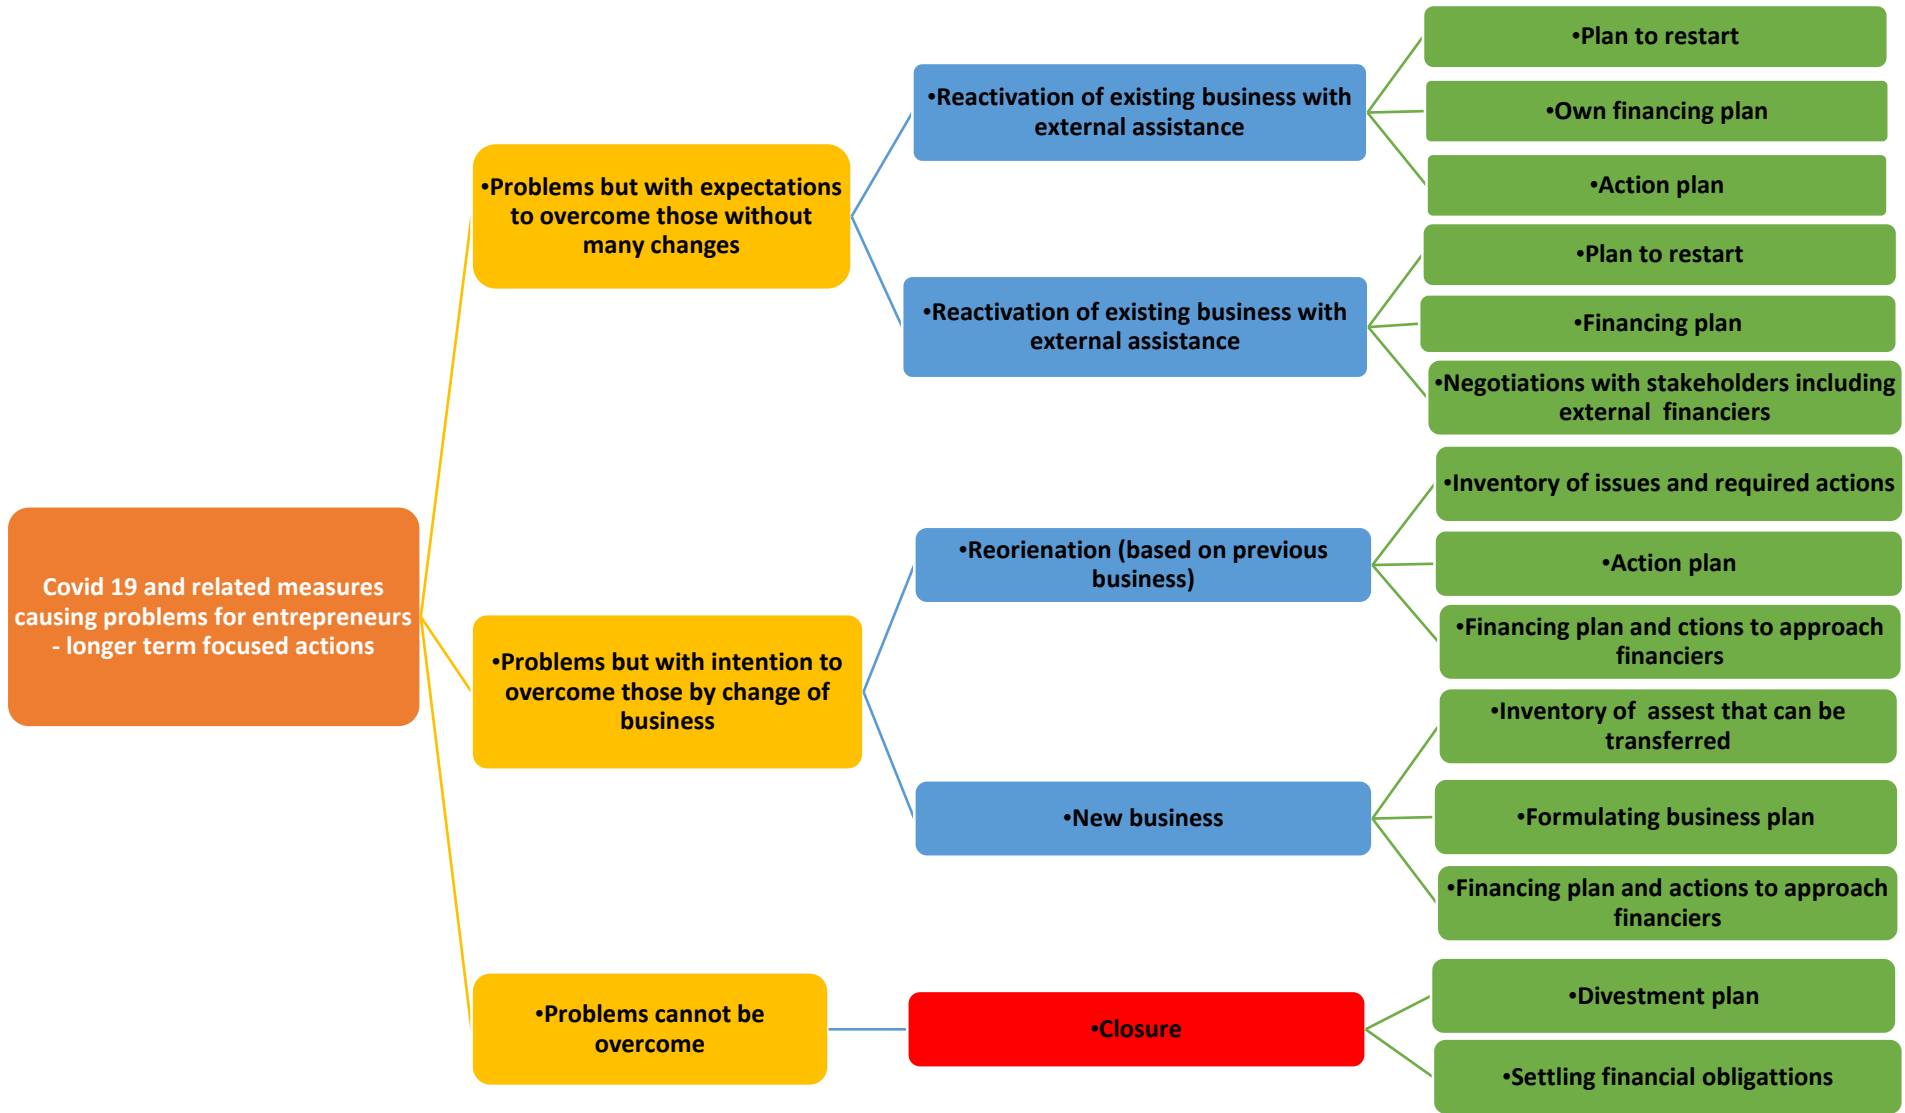 Covid 19 and related measures
causing problems for entrepreneurs
- longer term focused actions
•Problems but with expectations
to overcome those without
many changes
•Reactivation of existing business with
external assistance
•Plan to restart
•Own financing plan
•Action plan
•Reactivation of existing business with
external assistance
•Plan to restart
•Financing plan
•Negotiations with stakeholders including
external  financiers
•Problems but with intention to
overcome those by change of
business
•Reorienation (based on previous
business)
•Inventory of issues and required actions
•Action plan
•Financing plan and ctions to approach
financiers
•New business
•Inventory of  assest that can be
transferred
•Formulating business plan
•Financing plan and actions to approach
financiers
•Problems cannot be
overcome
•Closure
•Divestment plan
•Settling financial obligattions